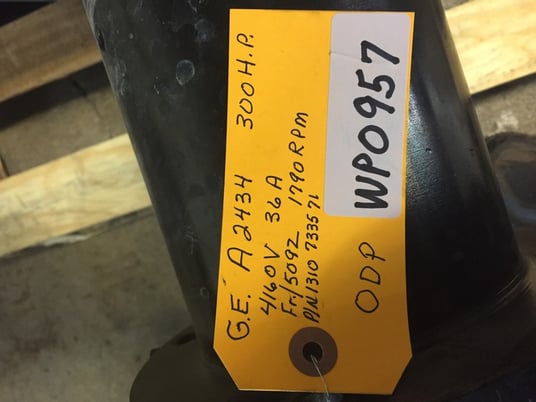 WP0957
G.E. A2434 300 H.P.
4160V 36A
Fr/5092 1790 RPM
P/N 1310 733571
ODP